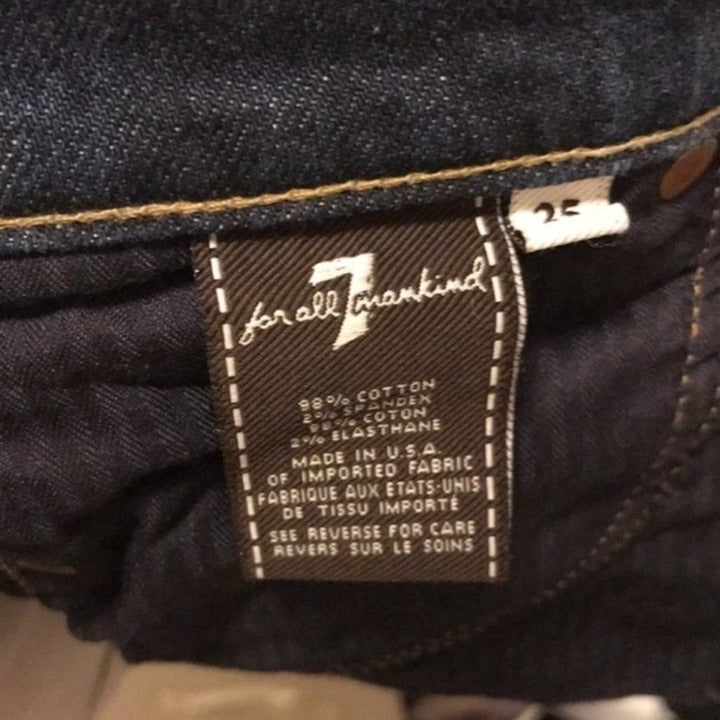 25
for all 7 mankind
98% COTTON
2% SPANDEX
98% COTON
2% ELASTHANE
MADE IN U.S.A.
OF IMPORTED FABRIC
FABRIQUE AUX ETATS-UNIS
DE TISSU IMPORTÉ
SEE REVERSE FOR CARE
REVERS SUR LE SOINS